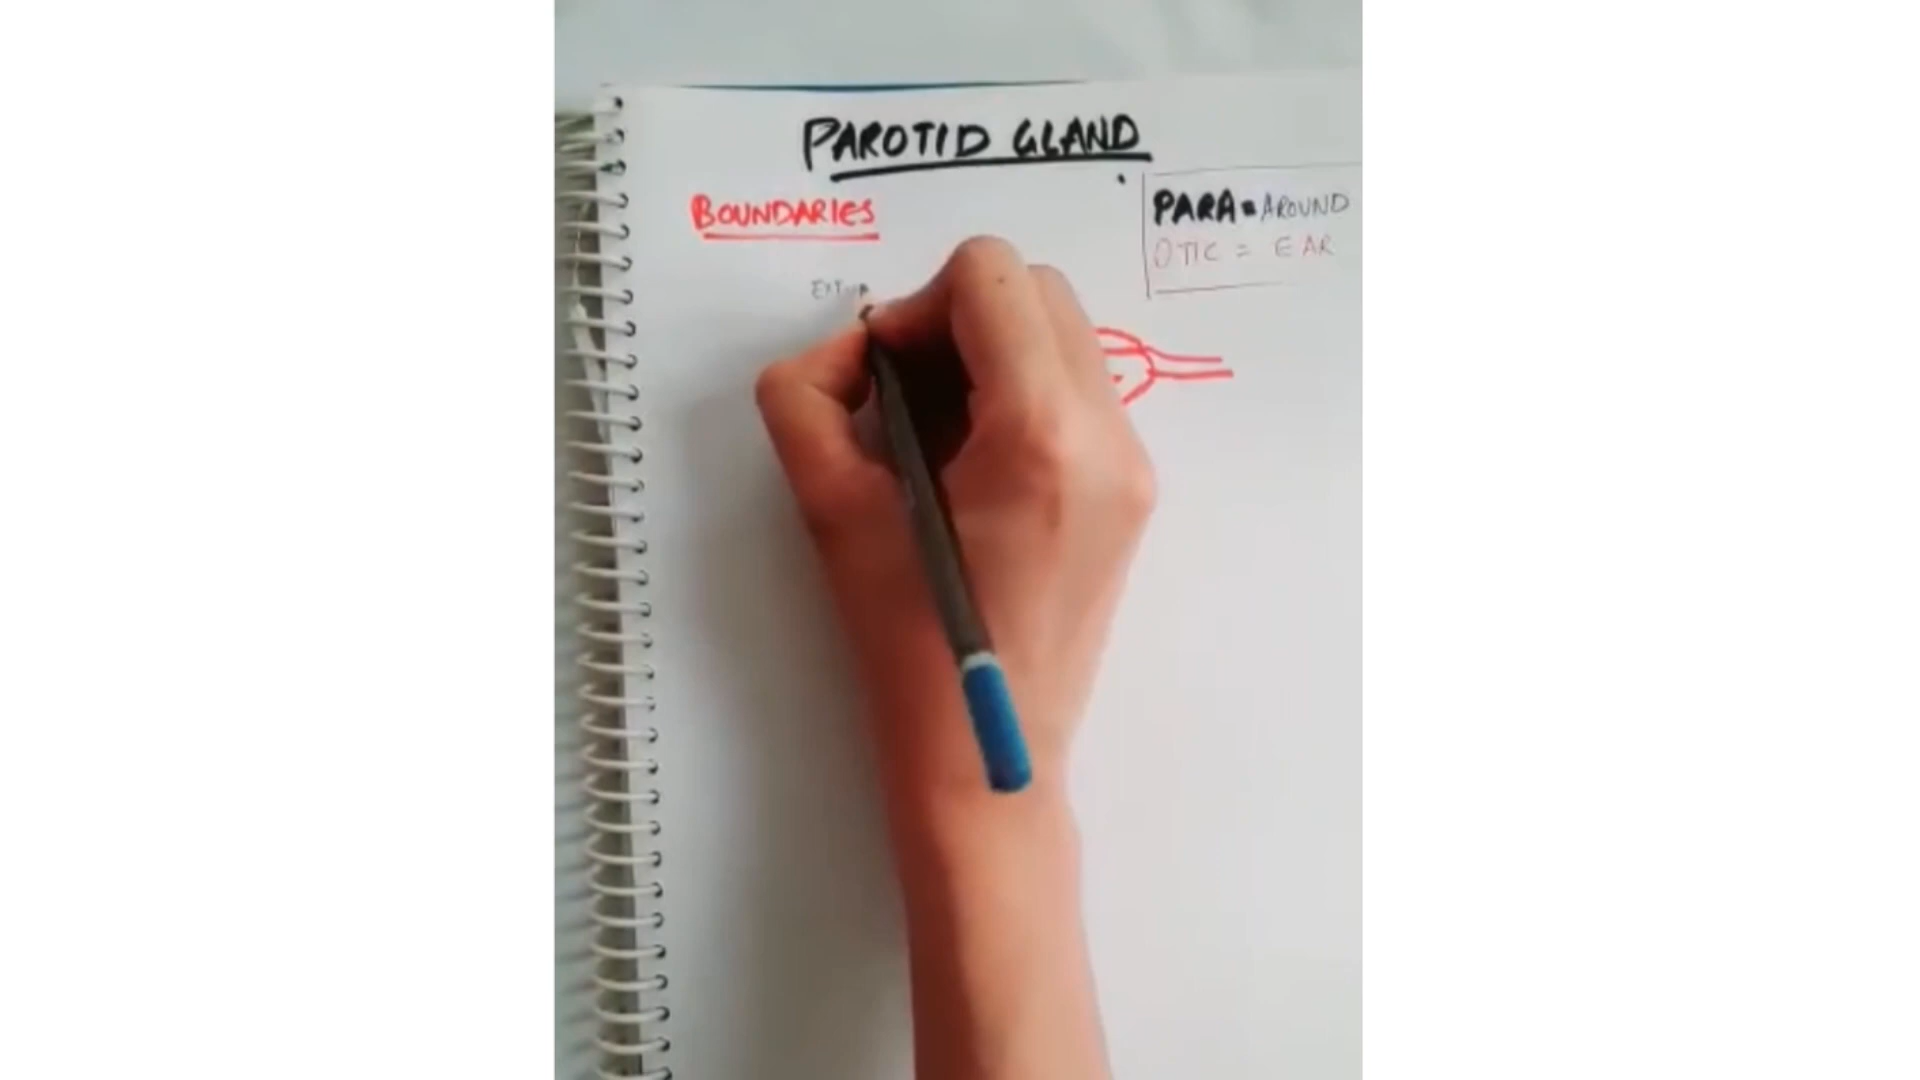 PAROTID GLAND
BOUNDARIES
PARA = AROUND
OTIC = EAR